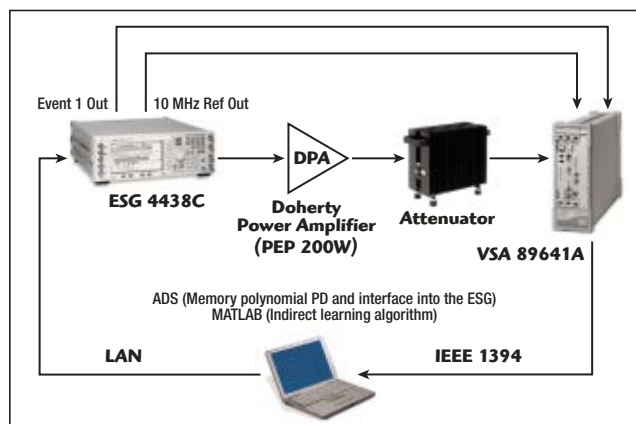 Event 1 Out
10 MHz Ref Out
ESG 4438C
DPA
Doherty
Power Amplifier
(PEP 200W)
Attenuator
VSA 89641A
ADS (Memory polynomial PD and interface into the ESG)
MATLAB (Indirect learning algorithm)
LAN
IEEE 1394